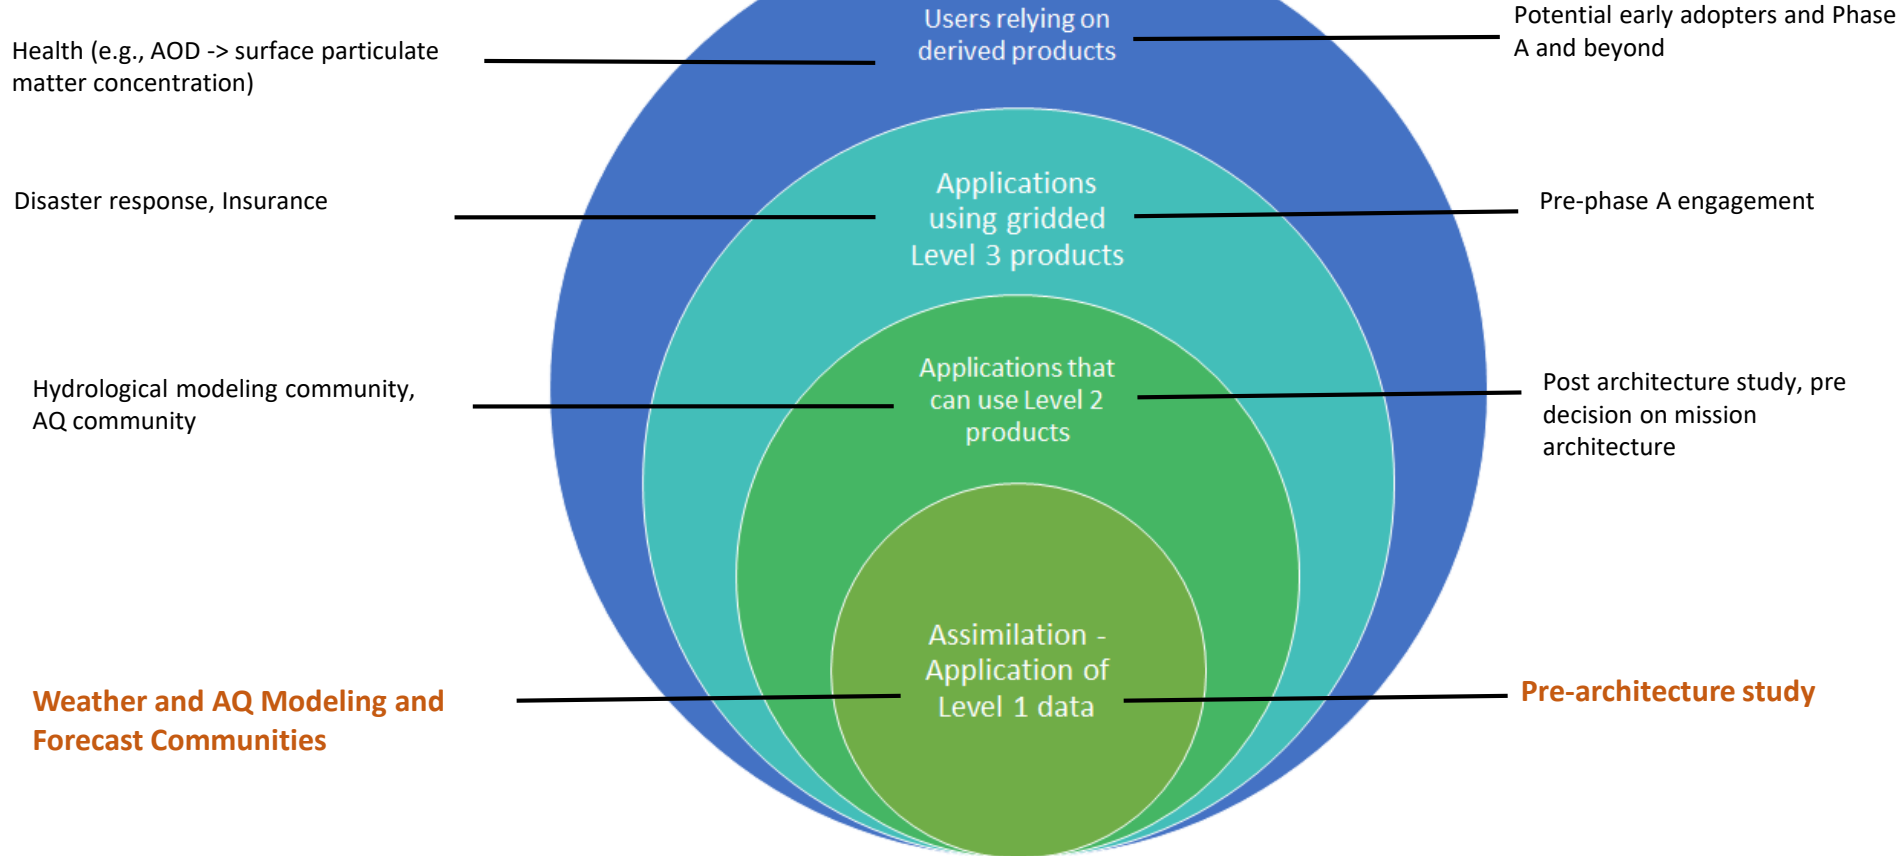 Health (e.g., AOD -> surface particulate
matter concentration)
Users relying on
derived products
Potential early adopters and Phase
A and beyond
Disaster response, Insurance
Applications
using gridded
Level 3 products
Pre-phase A engagement
Hydrological modeling community,
AQ community
Applications that
can use Level 2
products
Post architecture study, pre
decision on mission
architecture
Weather and AQ Modeling and
Forecast Communities
Assimilation -
Application of
Level 1 data
Pre-architecture study